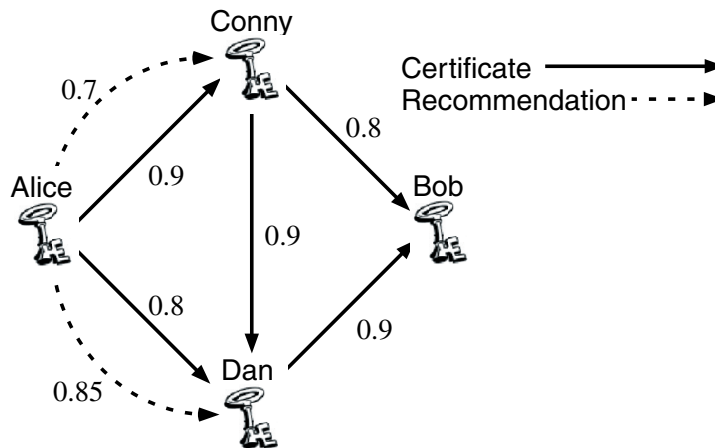 Conny
Certificate
Recommendation
0.7
0.8
Alice
0.9
Bob
0.9
0.8
0.9
Dan
0.85